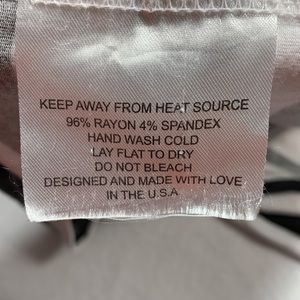 KEEP AWAY FROM HEAT SOURCE
96% RAYON 4% SPANDEX
HAND WASH COLD
LAY FLAT TO DRY
DO NOT BLEACH
DESIGNED AND MADE WITH LOVE
IN THE U.S.A.